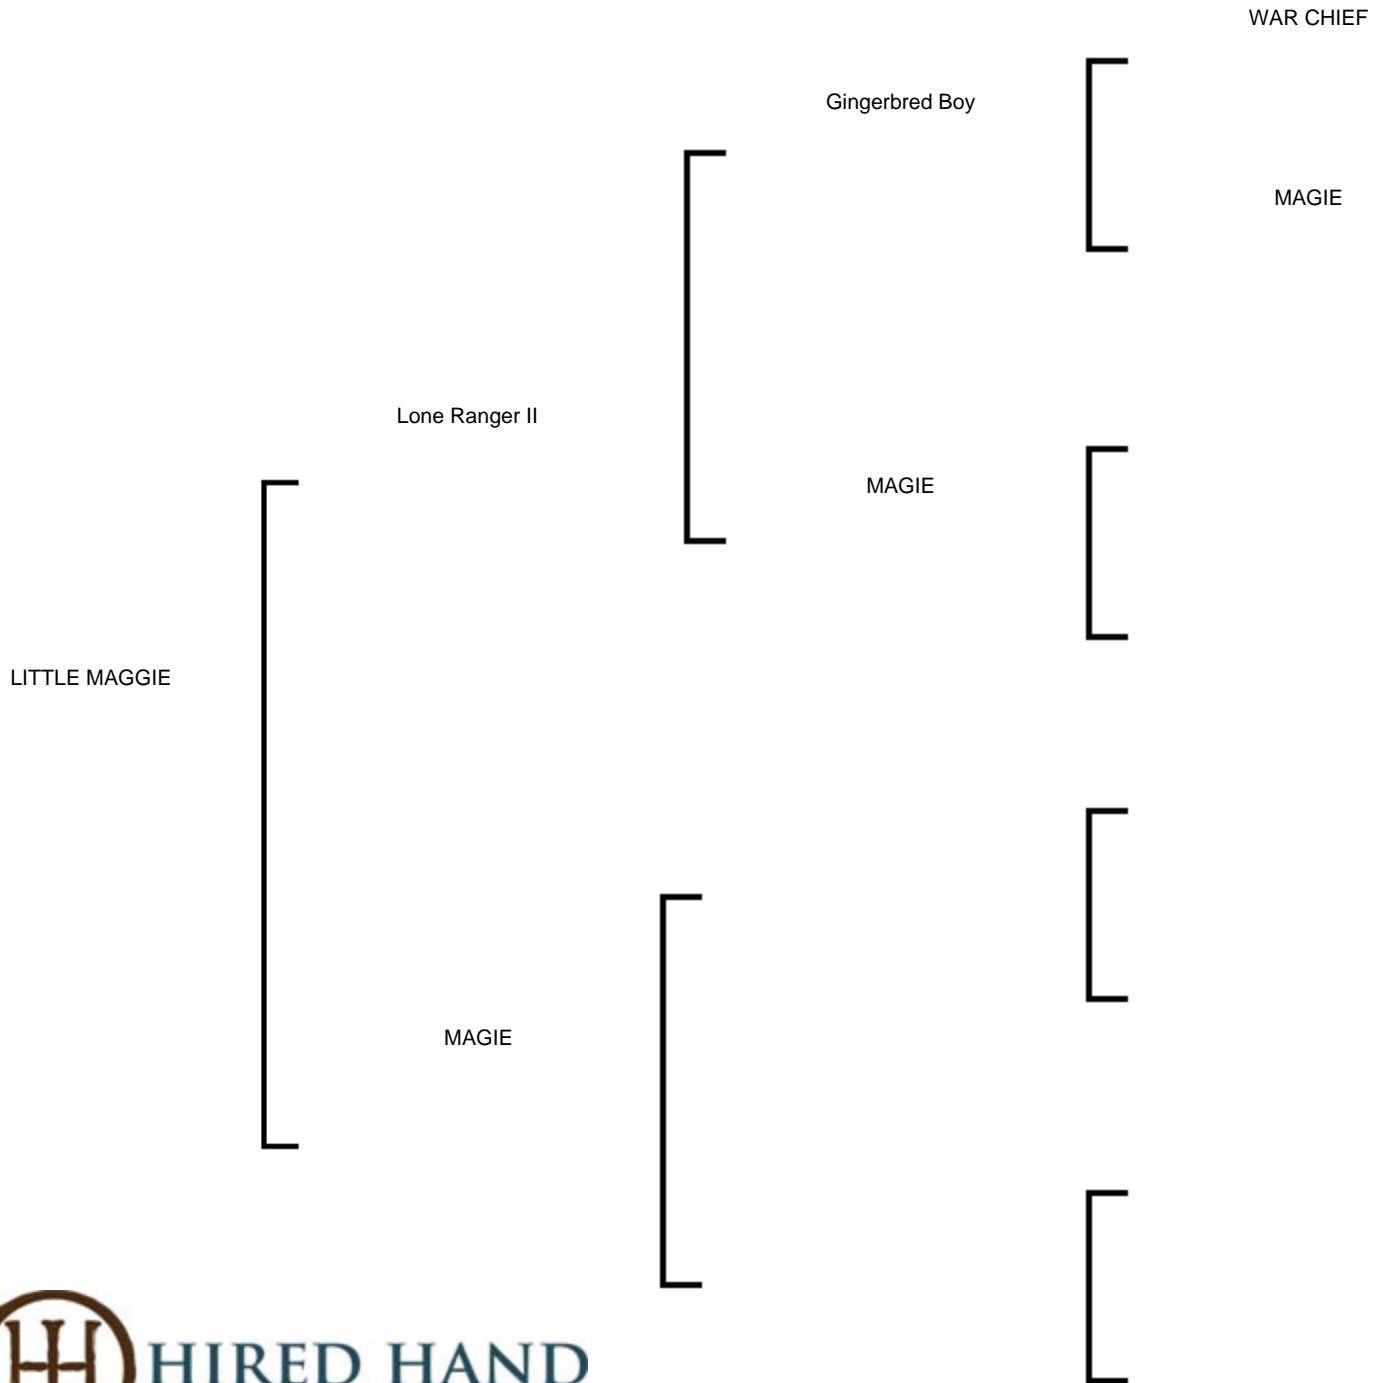 WAR CHIEF
Gingerbred Boy
MAGIE
Lone Ranger II
MAGIE
LITTLE MAGGIE
MAGIE
HIRED HAND